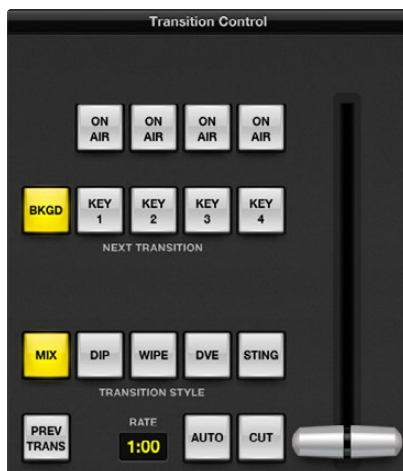 Transition Control
ON AIR
ON AIR
ON AIR
ON AIR
BKGD
KEY 1
KEY 2
KEY 3
KEY 4
NEXT TRANSITION
MIX
DIP
WIPE
DVE
STING
TRANSITION STYLE
PREV TRANS
RATE
1:00
AUTO
CUT